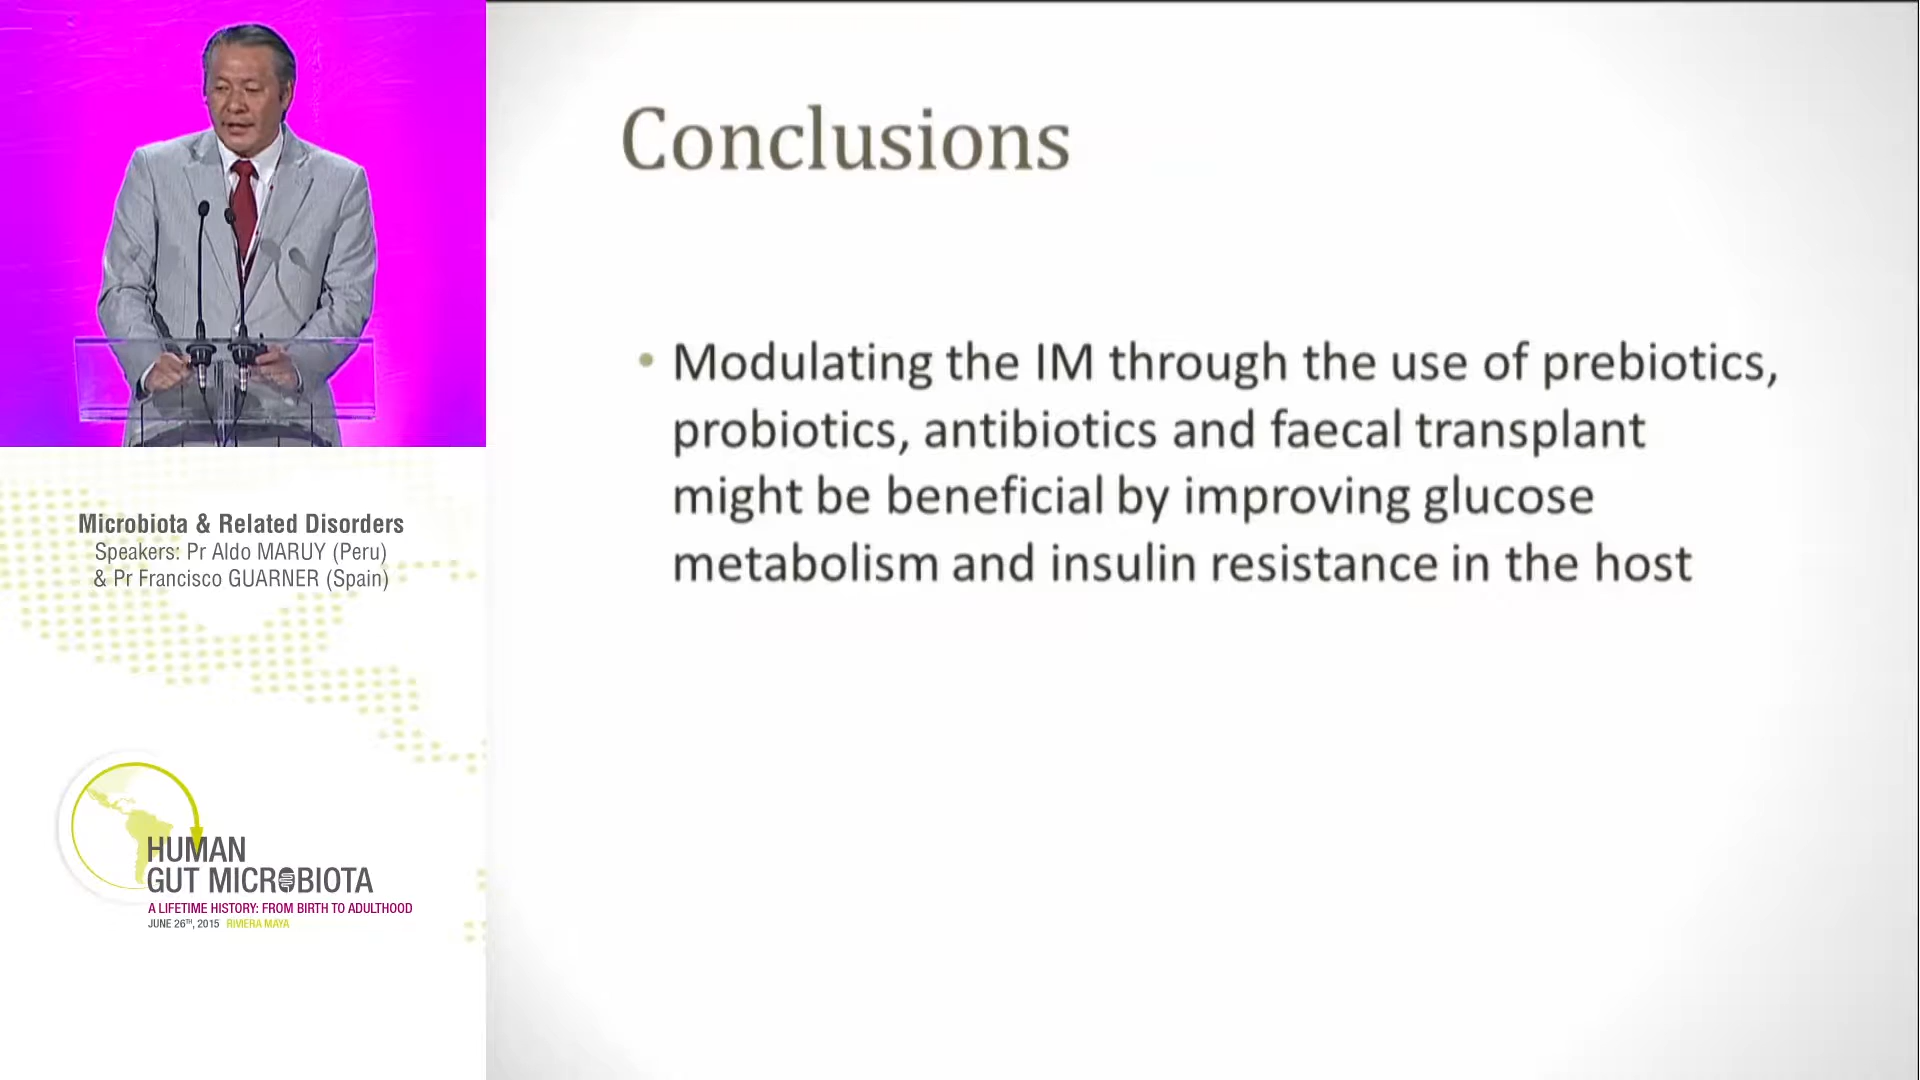 Microbiota & Related Disorders
Speakers: Pr Aldo MARUY (Peru)
& Pr Francisco GUARNER (Spain)
HUMAN
GUT MICROBIOTA
A LIFETIME HISTORY: FROM BIRTH TO ADULTHOOD
JUNE 26TH, 2015 RIVIERA MAYA
Conclusions
• Modulating the IM through the use of prebiotics,
probiotics, antibiotics and faecal transplant
might be beneficial by improving glucose
metabolism and insulin resistance in the host